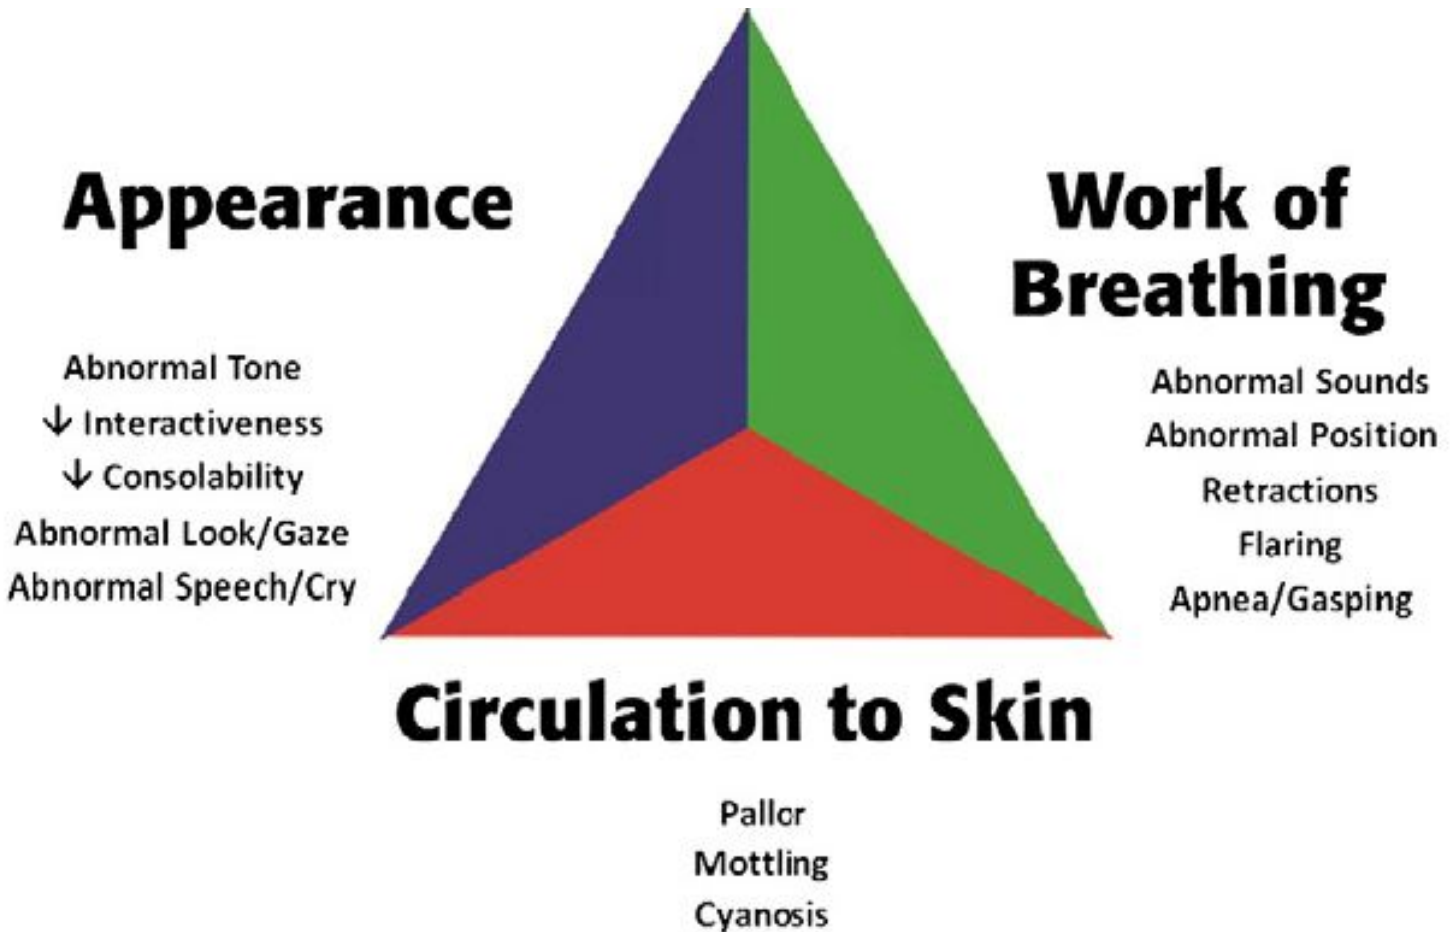 Appearance
Abnormal Tone
↓ Interactiveness
↓ Consolability
Abnormal Look/Gaze
Abnormal Speech/Cry
Work of
Breathing
Abnormal Sounds
Abnormal Position
Retractions
Flaring
Apnea/Gasping
Circulation to Skin
Pallor
Mottling
Cyanosis